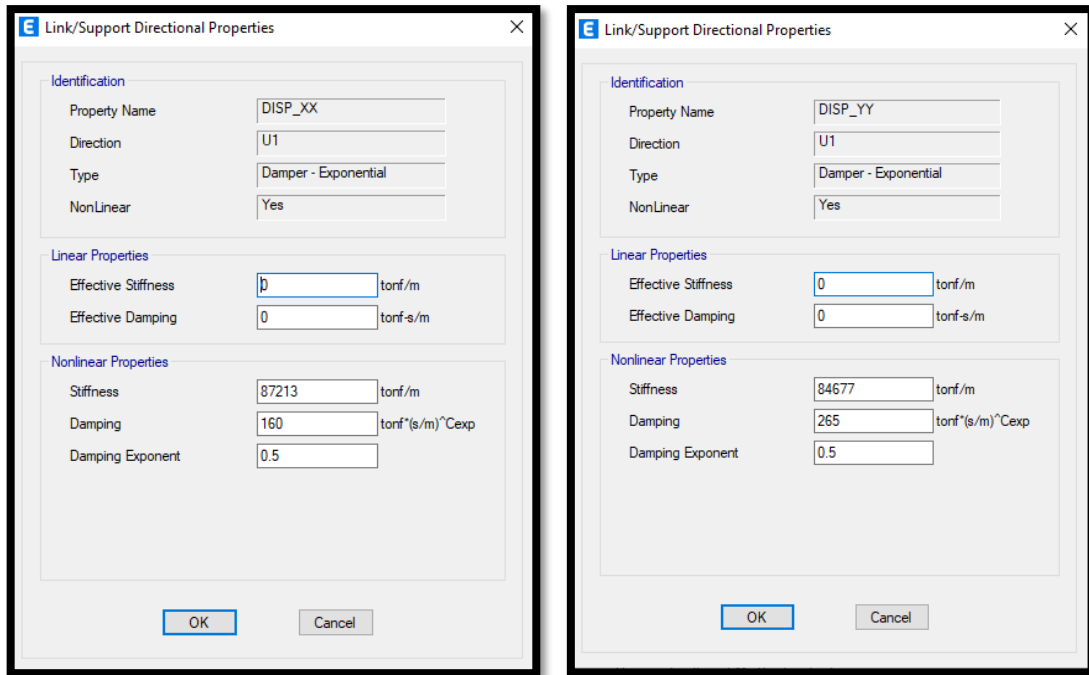 E Link/Support Directional Properties
Identification
Property Name DISP_XX
Direction U1
Type Damper - Exponential
NonLinear Yes
Linear Properties
Effective Stiffness 0 tonf/m
Effective Damping 0 tonf-s/m
Nonlinear Properties
Stiffness 87213 tonf/m
Damping 160 tonf*(s/m)^Cexp
Damping Exponent 0.5
OK Cancel
E Link/Support Directional Properties
Identification
Property Name DISP_YY
Direction U1
Type Damper - Exponential
NonLinear Yes
Linear Properties
Effective Stiffness 0 tonf/m
Effective Damping 0 tonf-s/m
Nonlinear Properties
Stiffness 84677 tonf/m
Damping 265 tonf*(s/m)^Cexp
Damping Exponent 0.5
OK Cancel